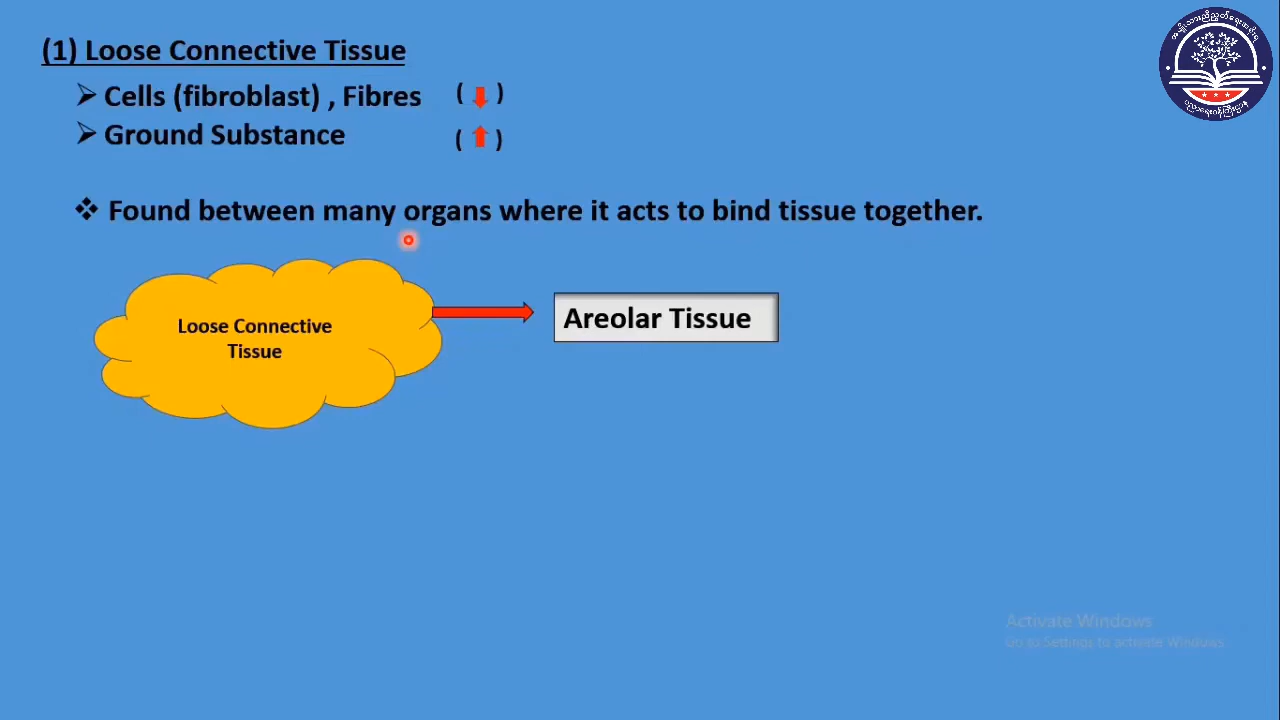 (1) Loose Connective Tissue
➢ Cells (fibroblast) , Fibres (⬇)
➢ Ground Substance (⬆)
❖ Found between many organs where it acts to bind tissue together.
Loose Connective
Tissue
Areolar Tissue
Activate Windows
Go to Settings to activate Windows.